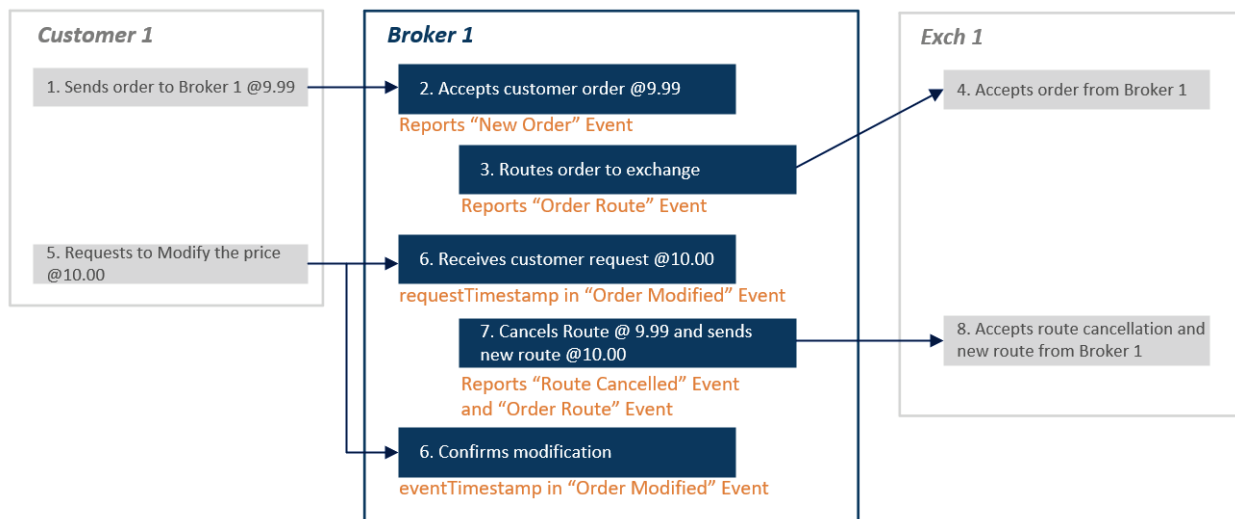 Customer 1
Broker 1
Exch 1
1. Sends order to Broker 1 @9.99
2. Accepts customer order @9.99
4. Accepts order from Broker 1
Reports “New Order” Event
3. Routes order to exchange
Reports “Order Route” Event
5. Requests to Modify the price
@10.00
6. Receives customer request @10.00
requestTimestamp in “Order Modified” Event
7. Cancels Route @ 9.99 and sends
new route @10.00
8. Accepts route cancellation and
new route from Broker 1
Reports “Route Cancelled” Event
and “Order Route” Event
6. Confirms modification
eventTimestamp in “Order Modified” Event